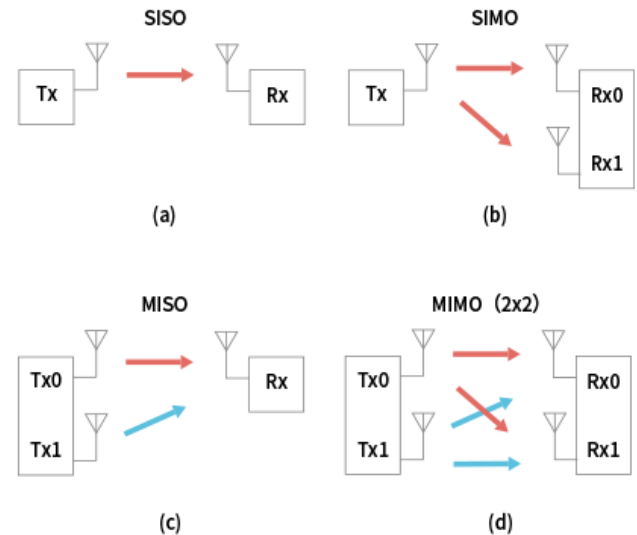 SISO
Tx
Rx
(a)
SIMO
Tx
Rx0
Rx1
(b)
MISO
Tx0
Tx1
Rx
(c)
MIMO（2x2）
Tx0
Tx1
Rx0
Rx1
(d)